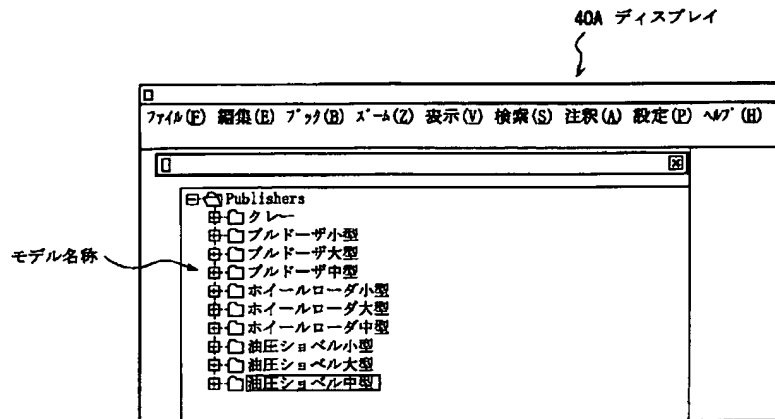 40A ディスプレイ
ファイル(F) 編集(E) ブック(B) ズーム(Z) 表示(V) 検索(S) 注釈(A) 設定(P) ヘルプ(H)
Publishers
クレー
ブルドーザ小型
ブルドーザ大型
モデル名称
ブルドーザ中型
ホイールローダ小型
ホイールローダ大型
ホイールローダ中型
油圧ショベル小型
油圧ショベル大型
油圧ショベル中型